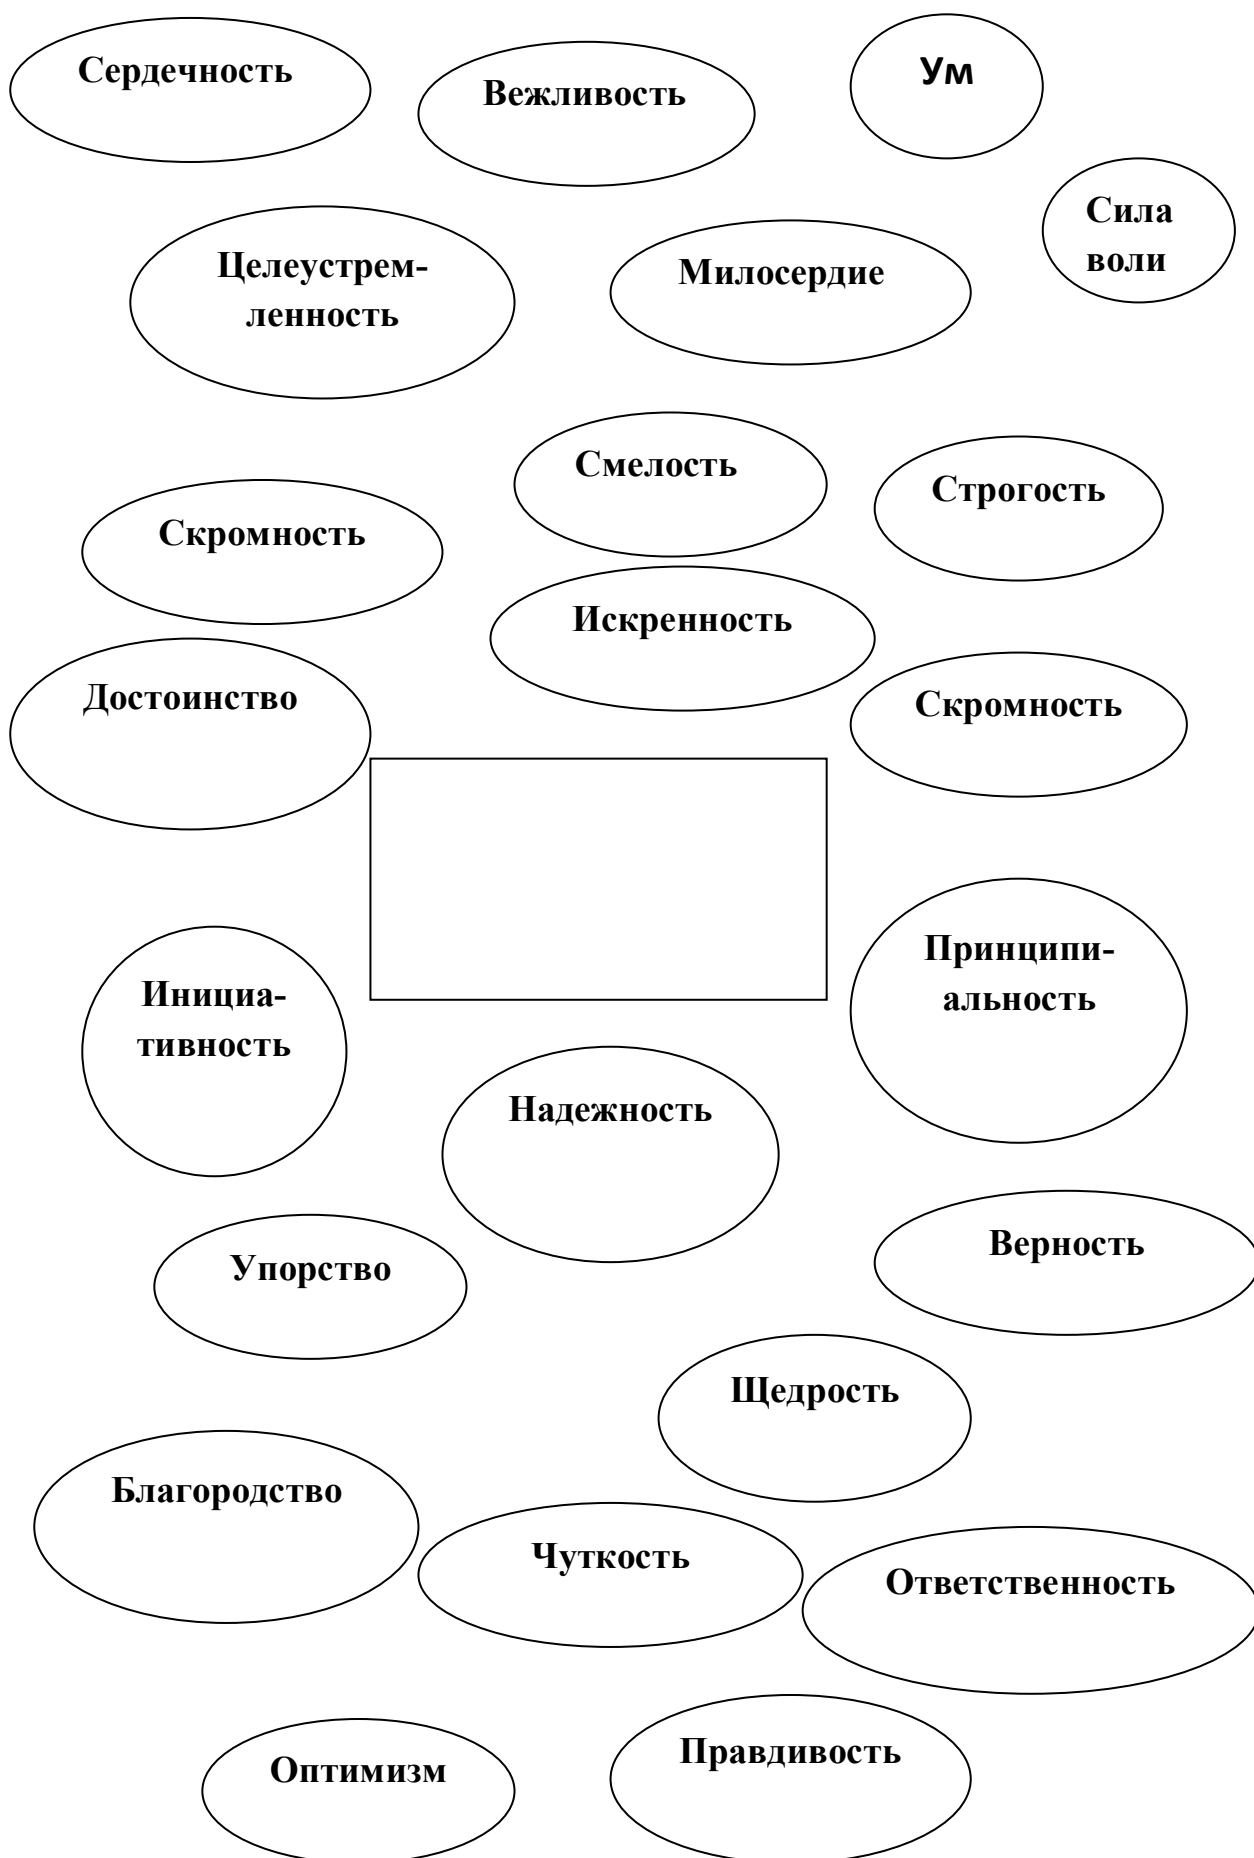 Сердечность
Вежливость
Ум
Сила
воли
Целеустрем-
ленность
Милосердие
Смелость
Строгость
Скромность
Искренность
Достоинство
Скромность
Принципи-
альность
Инициа-
тивность
Надежность
Верность
Упорство
Щедрость
Благородство
Чуткость
Ответственность
Правдивость
Оптимизм